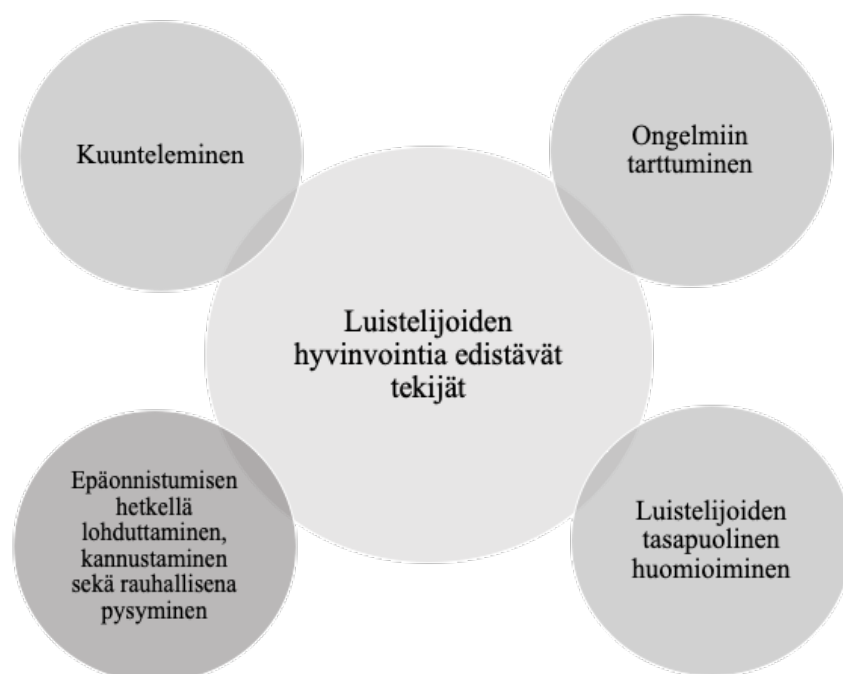 Kuunteleminen
Ongelmiin
tarttuminen
Luistelijoiden
hyvinvointia edistävät
tekijät
Epäonnistumisen
hetkellä
lohduttaminen,
kannustaminen
sekä rauhallisena
pysyminen
Luistelijoiden
tasapuolinen
huomioiminen